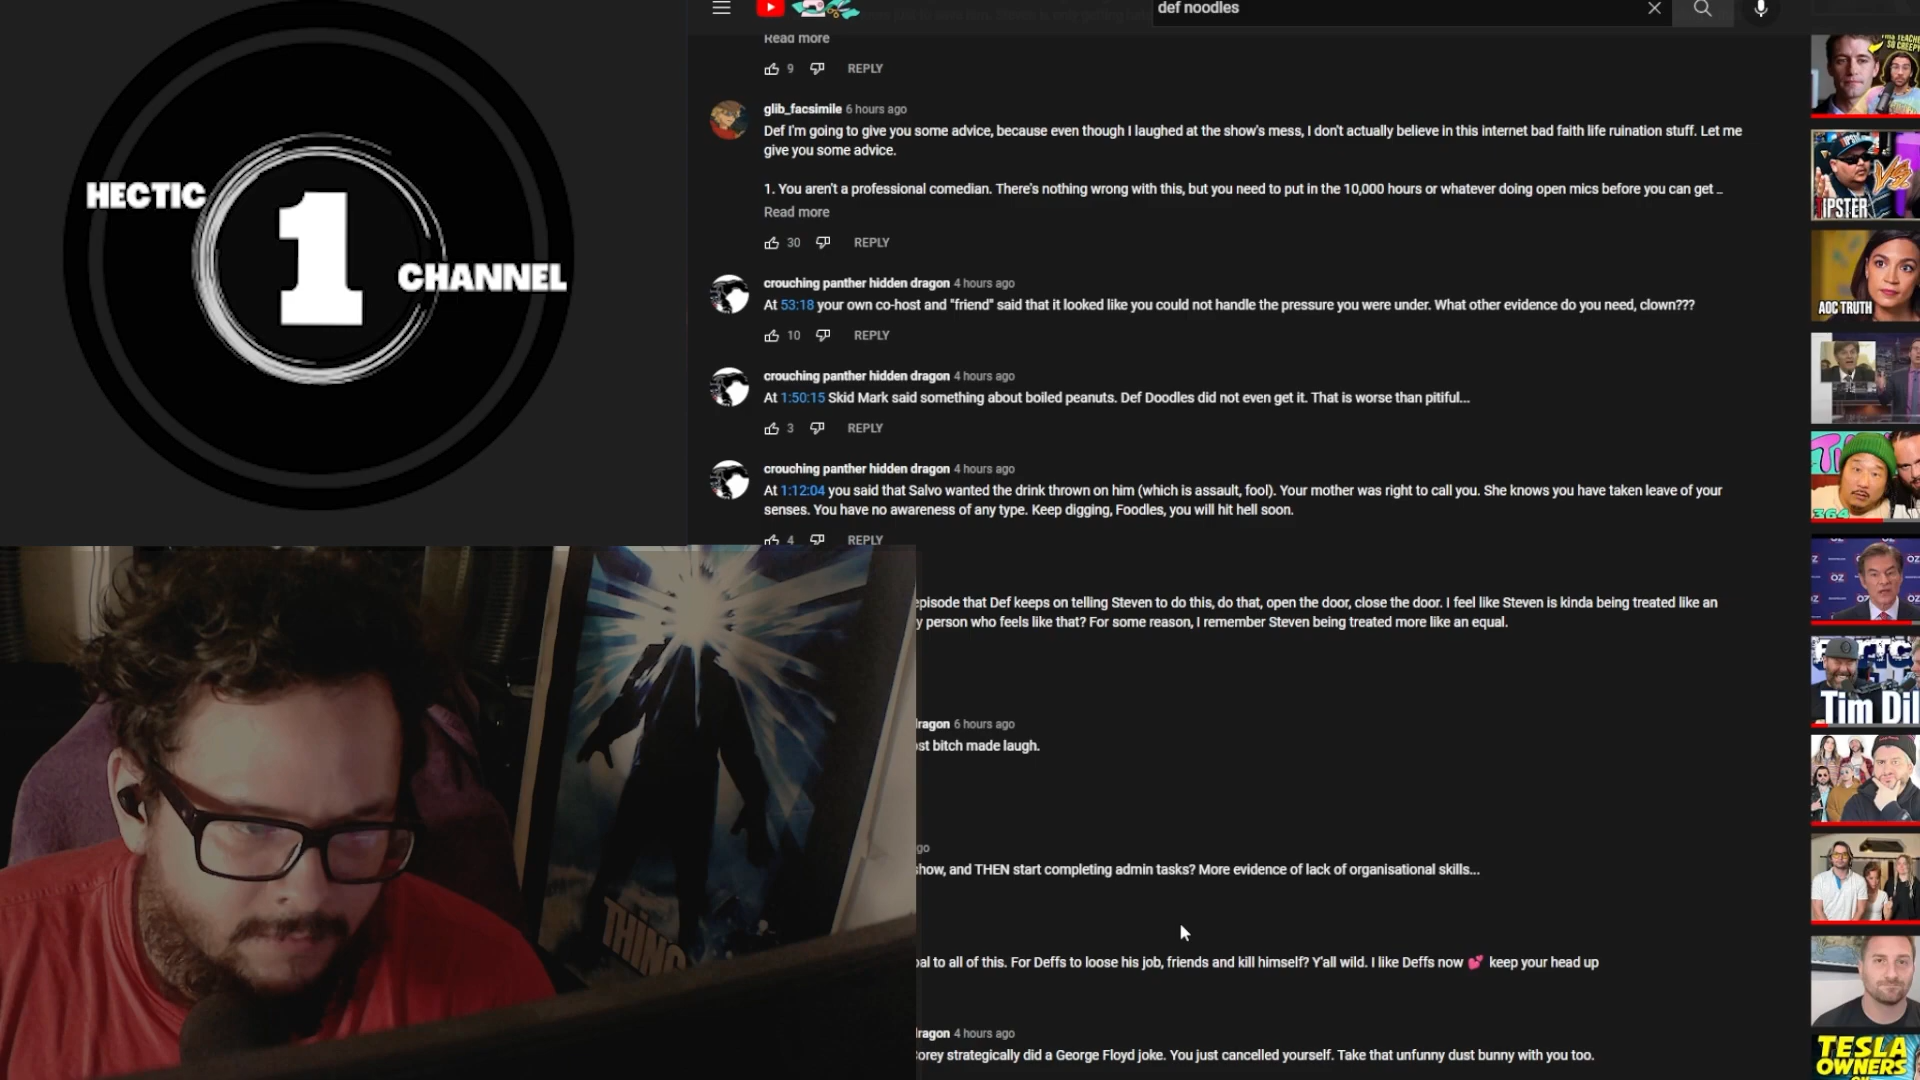 def noodles
Read more
9 REPLY
glib_facsimile 6 hours ago
Def I'm going to give you some advice, because even though I laughed at the show's mess, I don't actually believe in this internet bad faith life ruination stuff. Let me
give you some advice.
1. You aren't a professional comedian. There's nothing wrong with this, but you need to put in the 10,000 hours or whatever doing open mics before you can get ...
Read more
30 REPLY
crouching panther hidden dragon 4 hours ago
At 53:18 your own co-host and "friend" said that it looked like you could not handle the pressure you were under. What other evidence do you need, clown???
10 REPLY
crouching panther hidden dragon 4 hours ago
At 1:50:15 Skid Mark said something about boiled peanuts. Def Doodles did not even get it. That is worse than pitiful...
3 REPLY
crouching panther hidden dragon 4 hours ago
At 1:12:04 you said that Salvo wanted the drink thrown on him (which is assault, fool). Your mother was right to call you. She knows you have taken leave of your
senses. You have no awareness of any type. Keep digging, Foodles, you will hit hell soon.
4 REPLY
episode that Def keeps on telling Steven to do this, do that, open the door, close the door. I feel like Steven is kinda being treated like an
y person who feels like that? For some reason, I remember Steven being treated more like an equal.
dragon 6 hours ago
st bitch made laugh.
go
show, and THEN start completing admin tasks? More evidence of lack of organisational skills...
al to all of this. For Deffs to loose his job, friends and kill himself? Y'all wild. I like Deffs now 💕 keep your head up
dragon 4 hours ago
orey strategically did a George Floyd joke. You just cancelled yourself. Take that unfunny dust bunny with you too.
HECTIC
1
CHANNEL
THING
SO CREEPY
TIPSTER
VS
AOC TRUTH
364
OZ
Tim Dil
TESLA
OWNERS